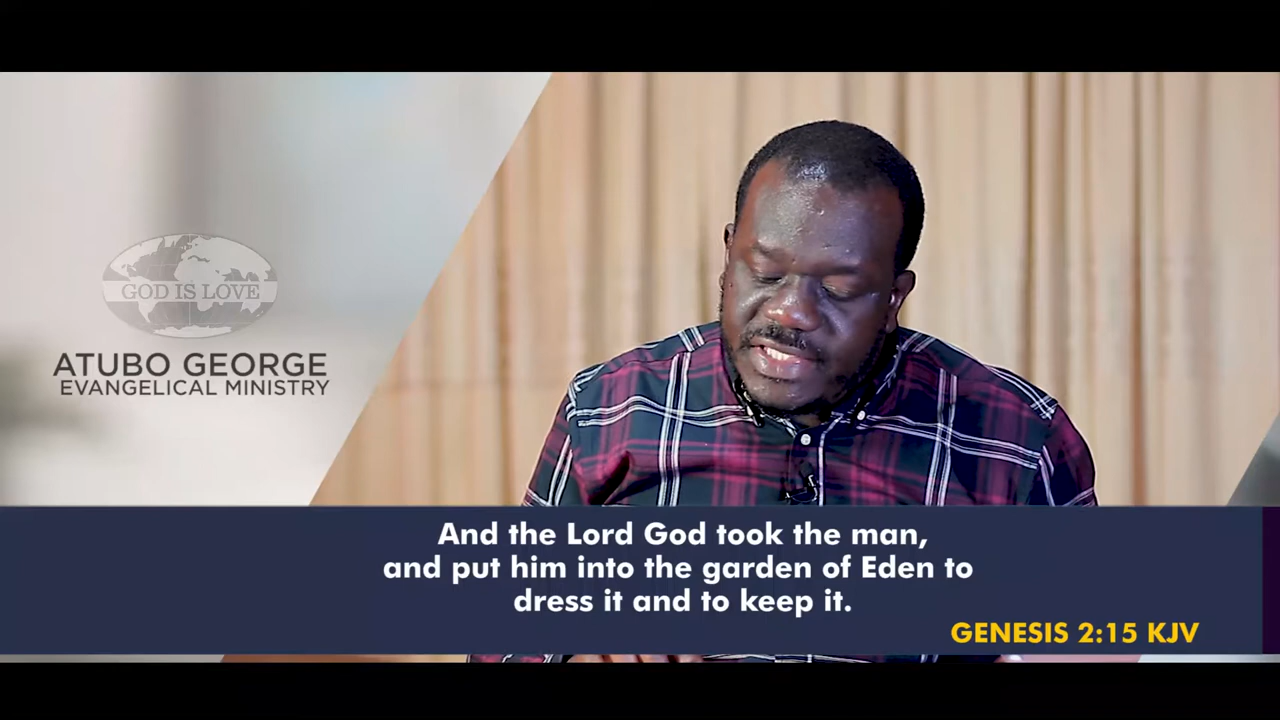 GOD IS LOVE
ATUBO GEORGE
EVANGELICAL MINISTRY
And the Lord God took the man,
and put him into the garden of Eden to
dress it and to keep it.
GENESIS 2:15 KJV